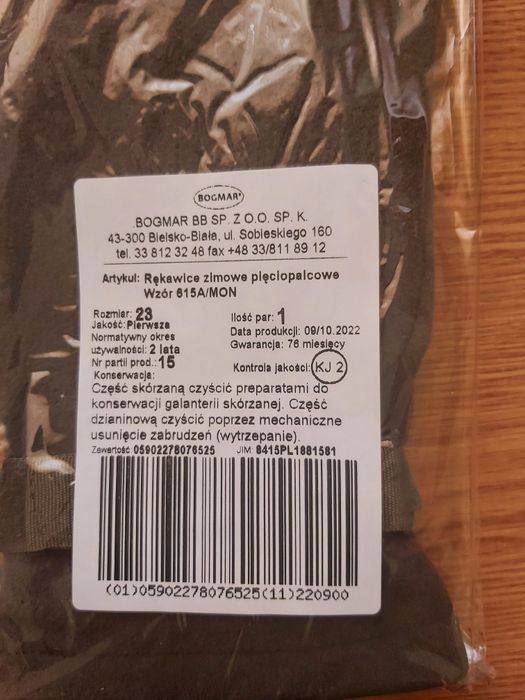 BOGMAR®
BOGMAR BB SP. Z O.O. SP. K.
43-300 Bielsko-Biała, ul. Sobieskiego 160
tel. 33 812 32 48 fax +48 33/811 89 12
Artykuł: Rękawice zimowe pięciopalcowe
Wzór 615A/MON
Rozmiar: 23
Jakość: Pierwsza
Normatywny okres
używalności: 2 lata
Nr partii prod.: 15
Konserwacja:
Ilość par: 1
Data produkcji: 09/10.2022
Gwarancja: 76 miesięcy
Kontrola jakości: KJ 2
Część skórzaną czyścić preparatami do
konserwacji galanterii skórzanej. Część
dzianinową czyścić poprzez mechaniczne
usunięcie zabrudzeń (wytrzepanie).
Zawartość: 05902278076525 JIM: 8415PL1881581
(01)05902278076525(11)220900